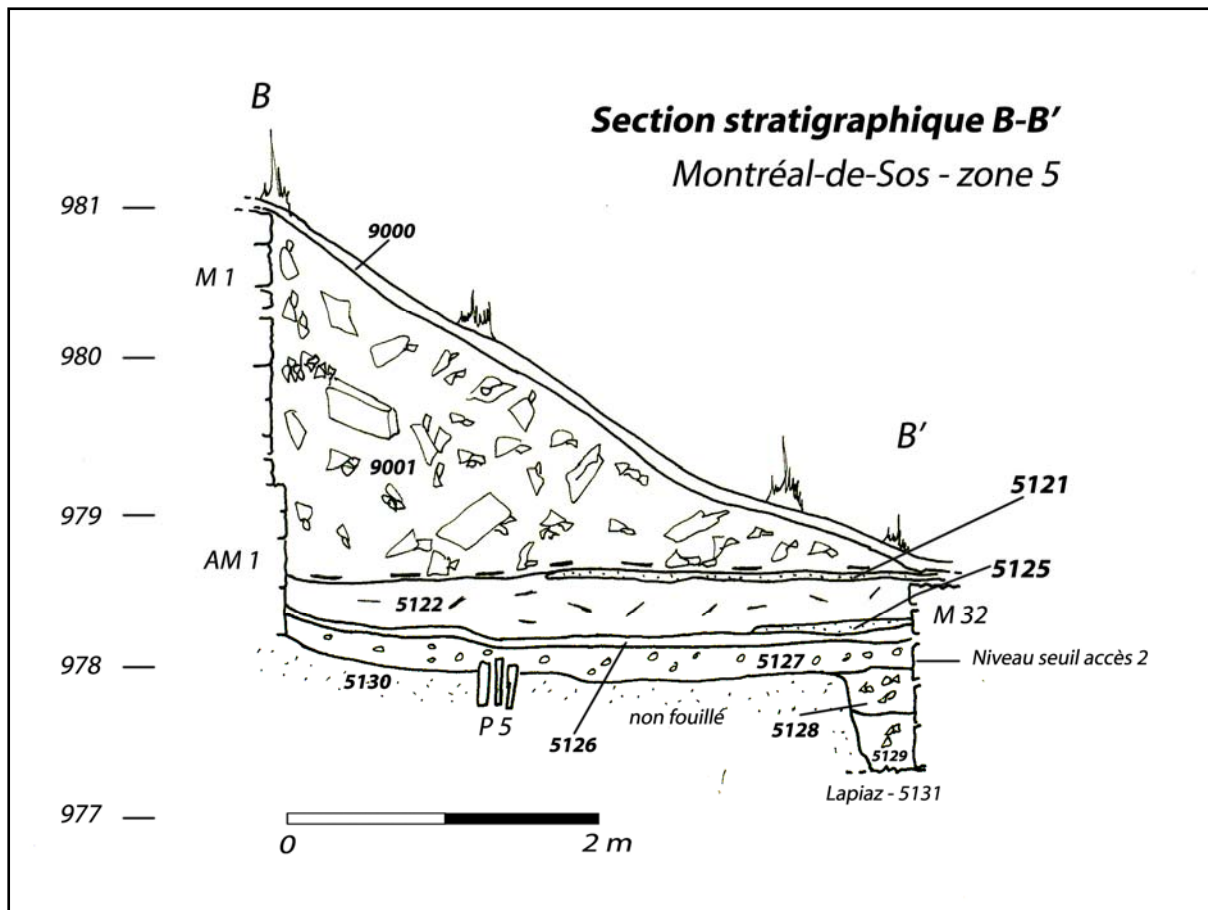 B
Section stratigraphique B-B'
Montréal-de-Sos - zone 5
981
9000
M 1
980
B'
9001
5121
979
AM 1
5125
5122
M 32
978
5127
Niveau seuil accès 2
5130
non fouillé
5128
P 5
5126
5129
Lapiaz - 5131
977
0
2 m